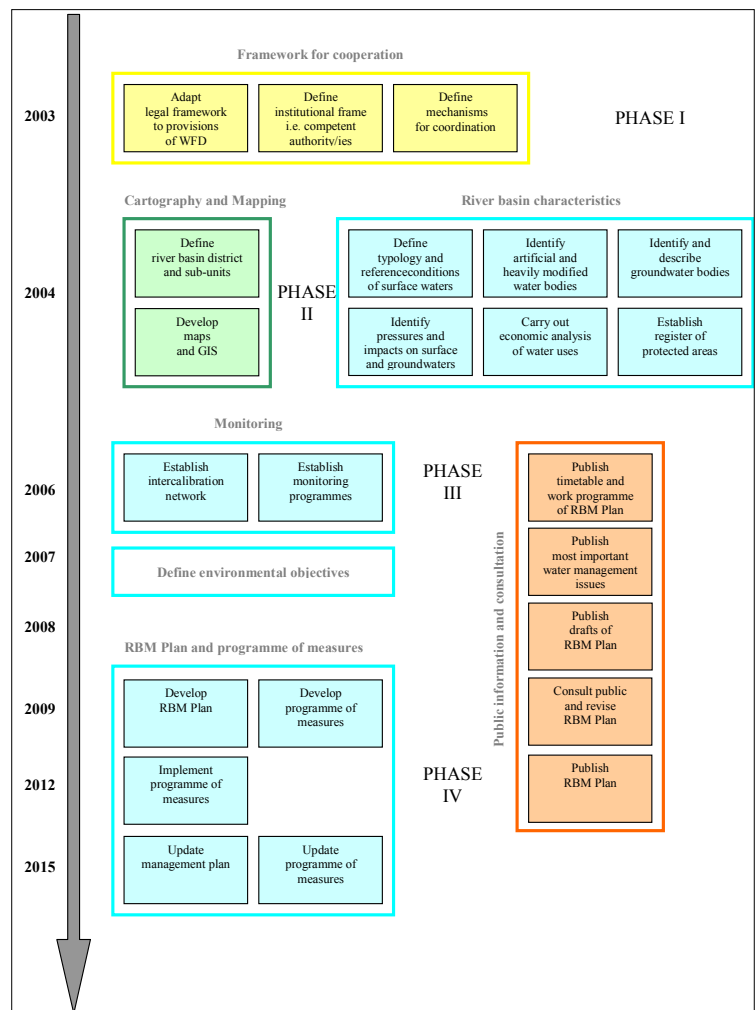 Framework for cooperation
2003
Adapt
legal framework
to provisions
of WFD
Define
institutional frame
i.e. competent
authority/ies
Define
mechanisms
for coordination
PHASE I
Cartography and Mapping
River basin characteristics
2004
Define
river basin district
and sub-units
Develop
maps
and GIS
PHASE
II
Define
typology and
referenceconditions
of surface waters
Identify
artificial and
heavily modified
water bodies
Identify and
describe
groundwater bodies
Identify
pressures and
impacts on surface
and groundwaters
Carry out
economic analysis
of water uses
Establish
register of
protected areas
Monitoring
2006
Establish
intercalibration
network
Establish
monitoring
programmes
PHASE
III
2007
Define environmental objectives
2008
RBM Plan and programme of measures
2009
Develop
RBM Plan
Develop
programme of
measures
2012
Implement
programme of
measures
PHASE
IV
2015
Update
management plan
Update
programme of
measures
Public information and consultation
Publish
timetable and
work programme
of RBM Plan
Publish
most important
water management
issues
Publish
drafts of
RBM Plan
Consult public
and revise
RBM Plan
Publish
RBM Plan